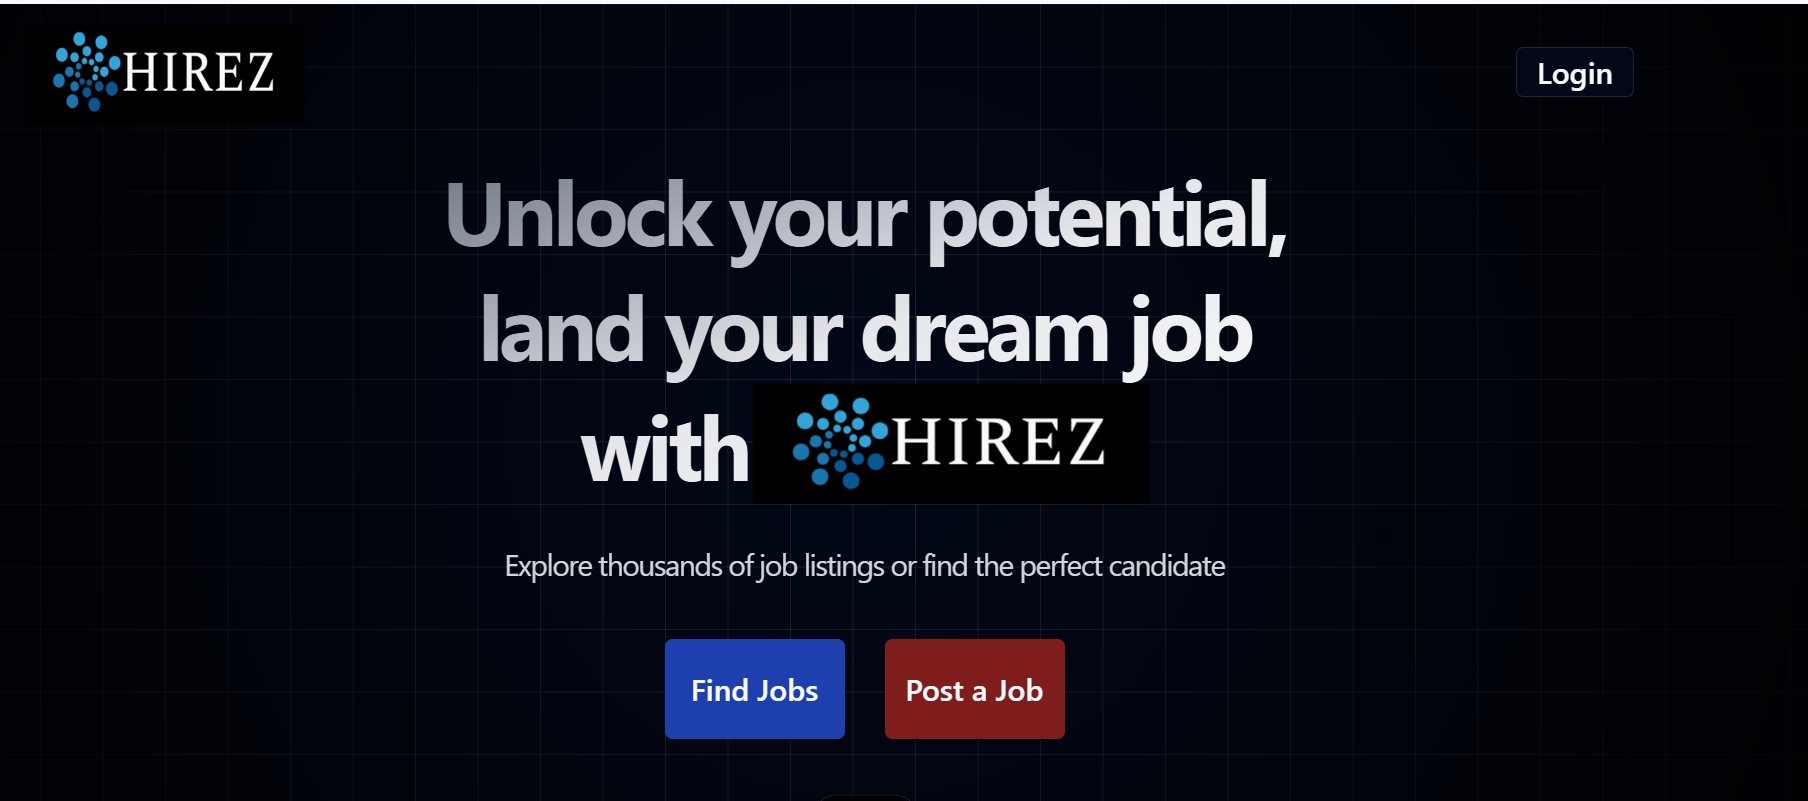 HIREZ
Login
Unlock your potential,
land your dream job
with HIREZ
Explore thousands of job listings or find the perfect candidate
Find Jobs
Post a Job